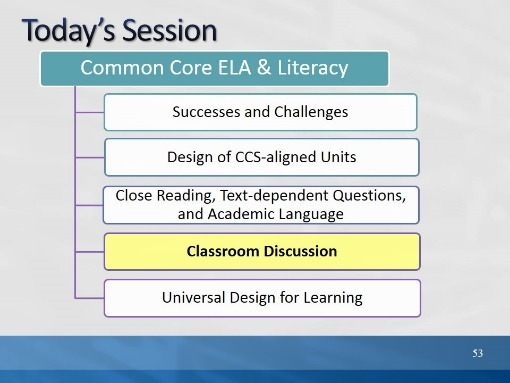 Today's Session
Common Core ELA & Literacy
Successes and Challenges
Design of CCS-aligned Units
Close Reading, Text-dependent Questions,
and Academic Language
Classroom Discussion
Universal Design for Learning
53